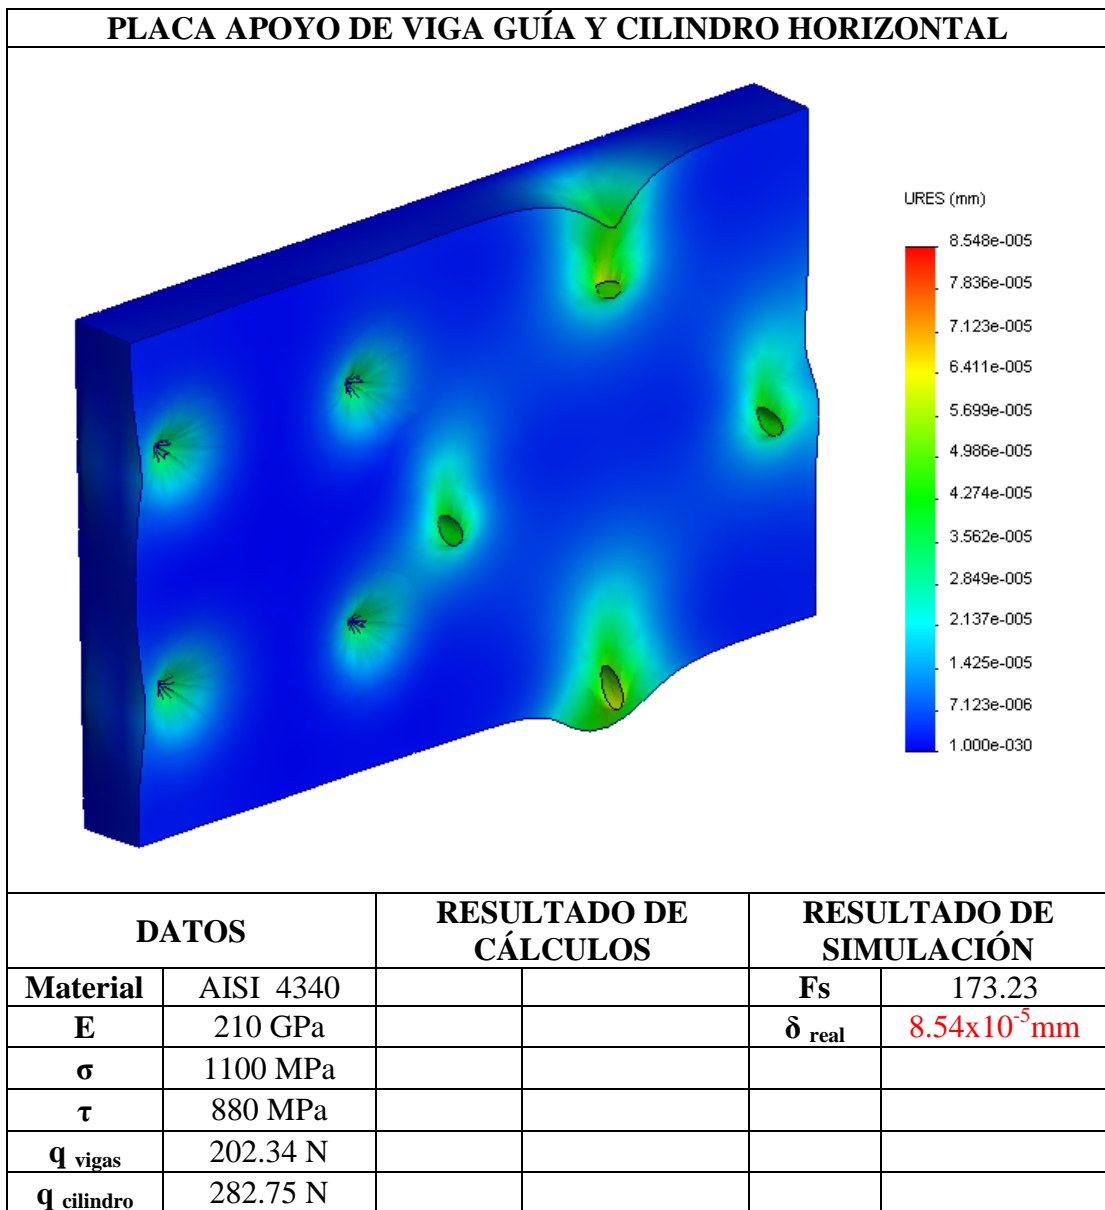 PLACA APOYO DE VIGA GUÍA Y CILINDRO HORIZONTAL
URES (mm)
8.548e-005
7.836e-005
7.123e-005
6.411e-005
5.699e-005
4.986e-005
4.274e-005
3.562e-005
2.849e-005
2.137e-005
1.425e-005
7.123e-006
1.000e-030
DATOS
RESULTADO DE
CÁLCULOS
RESULTADO DE
SIMULACIÓN
Material AISI 4340 Fs 173.23
E 210 GPa δ real 8.54x10-5mm
σ 1100 MPa
τ 880 MPa
q vigas 202.34 N
q cilindro 282.75 N